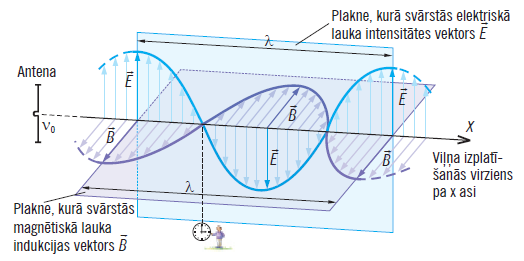 Plakne, kurā svārstās elektriskā
lauka intensitātes vektors E⃗
λ
Antena
E⃗
E⃗
B⃗
ν₀
B⃗
X
E⃗
B⃗
Viļņa izplatī-
šanās virziens
pa x asi
λ
Plakne, kurā svārstās
magnētiskā lauka
indukcijas vektors B⃗